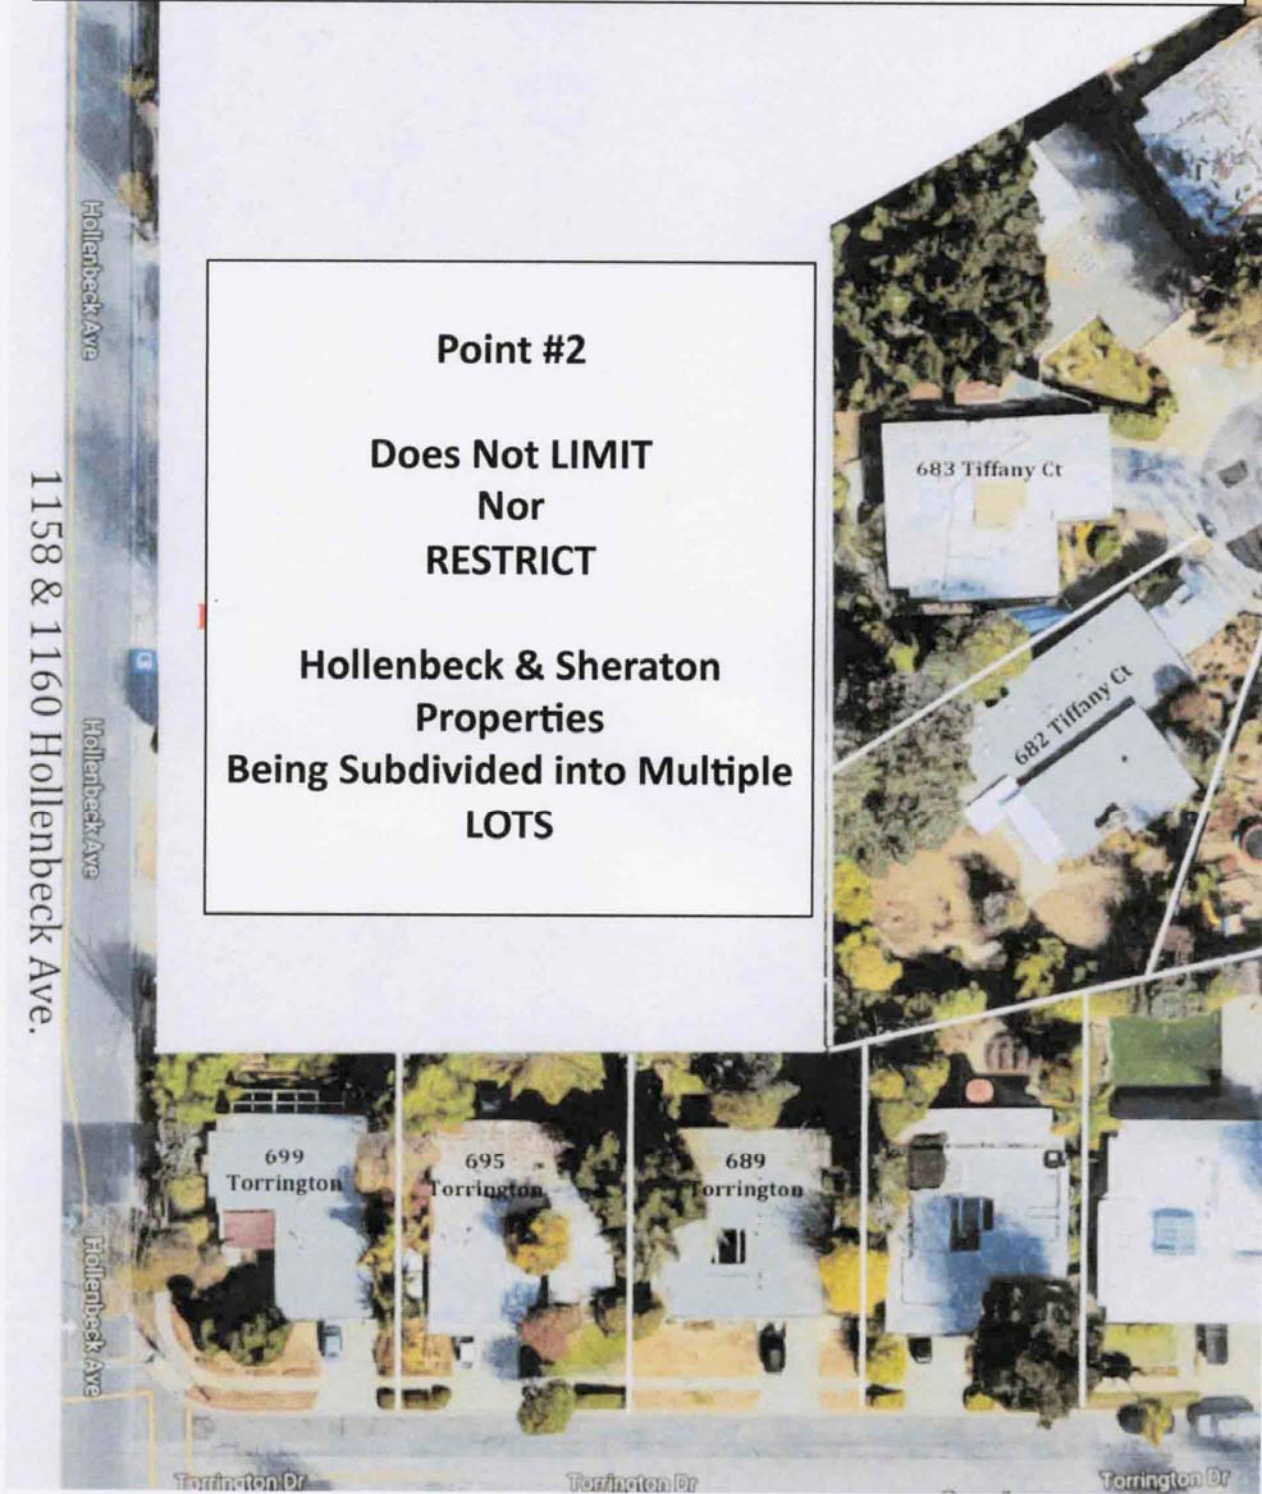 Point #2
Does Not LIMIT
Nor
RESTRICT
Hollenbeck & Sheraton
Properties
Being Subdivided into Multiple
LOTS
1158 & 1160 Hollenbeck Ave.
Hollenbeck Ave
Hollenbeck Ave
Hollenbeck Ave
683 Tiffany Ct
682 Tiffany Ct
699
Torrington
695
Torrington
689
Torrington
Torrington Dr
Torrington Dr
Torrington Dr